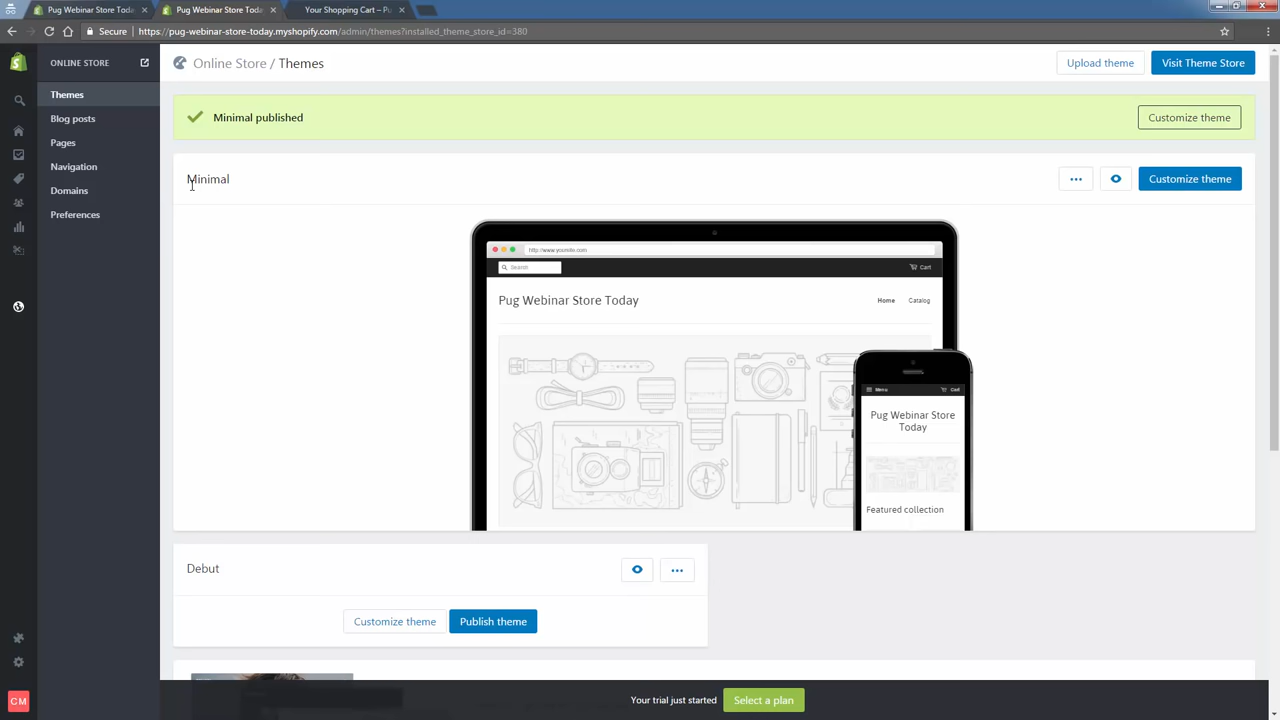 Pug Webinar Store Toda
Pug Webinar Store Toda
Your Shopping Cart – Pu
Secure
https://pug-webinar-store-today.myshopify.com/admin/themes?installed_theme_store_id=380
ONLINE STORE
Online Store / Themes
Upload theme
Visit Theme Store
Themes
Blog posts
Pages
Navigation
Domains
Preferences
Minimal published
Customize theme
Minimal
Customize theme
http://www.yoursite.com
Search
Cart
Pug Webinar Store Today
Home
Catalog
Menu
Cart
Pug Webinar Store
Today
Featured collection
Debut
Customize theme
Publish theme
CM
Your trial just started
Select a plan